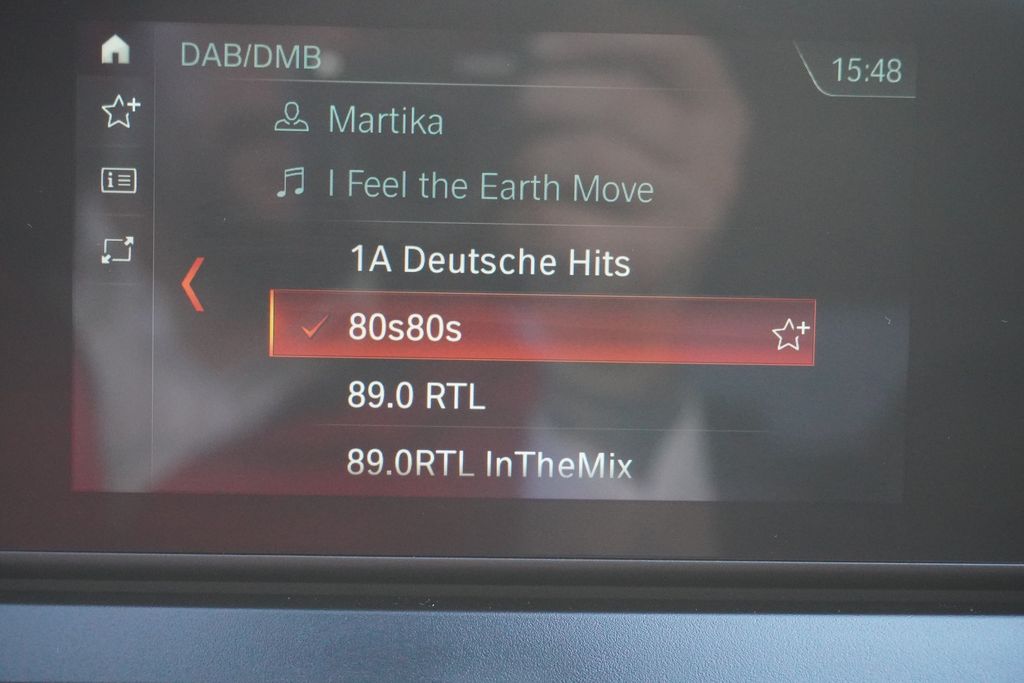 DAB/DMB
15:48
Martika
I Feel the Earth Move
1A Deutsche Hits
80s80s
89.0 RTL
89.0RTL InTheMix